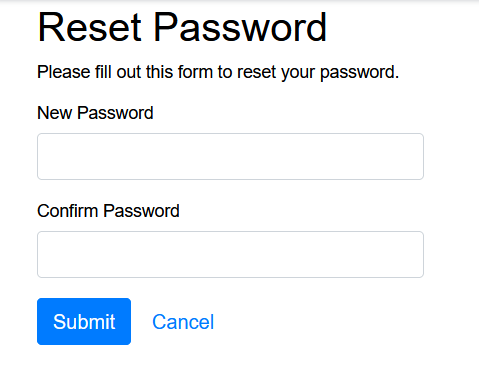 Reset Password
Please fill out this form to reset your password.
New Password
Confirm Password
Submit Cancel